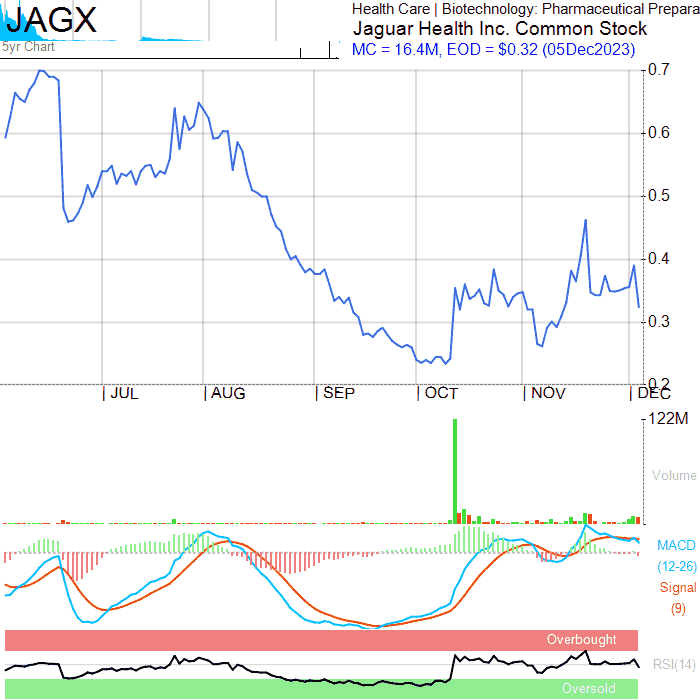 JAGX
Health Care | Biotechnology: Pharmaceutical Prepara
Jaguar Health Inc. Common Stock
5yr Chart
MC = 16.4M, EOD = $0.32 (05Dec2023)
0.7
0.6
0.5
0.4
0.3
0.2
| JUL
| AUG
| SEP
| OCT
| NOV
| DEC
122M
Volume
MACD
(12-26)
Signal
(9)
Overbought
RSI(14)
Oversold